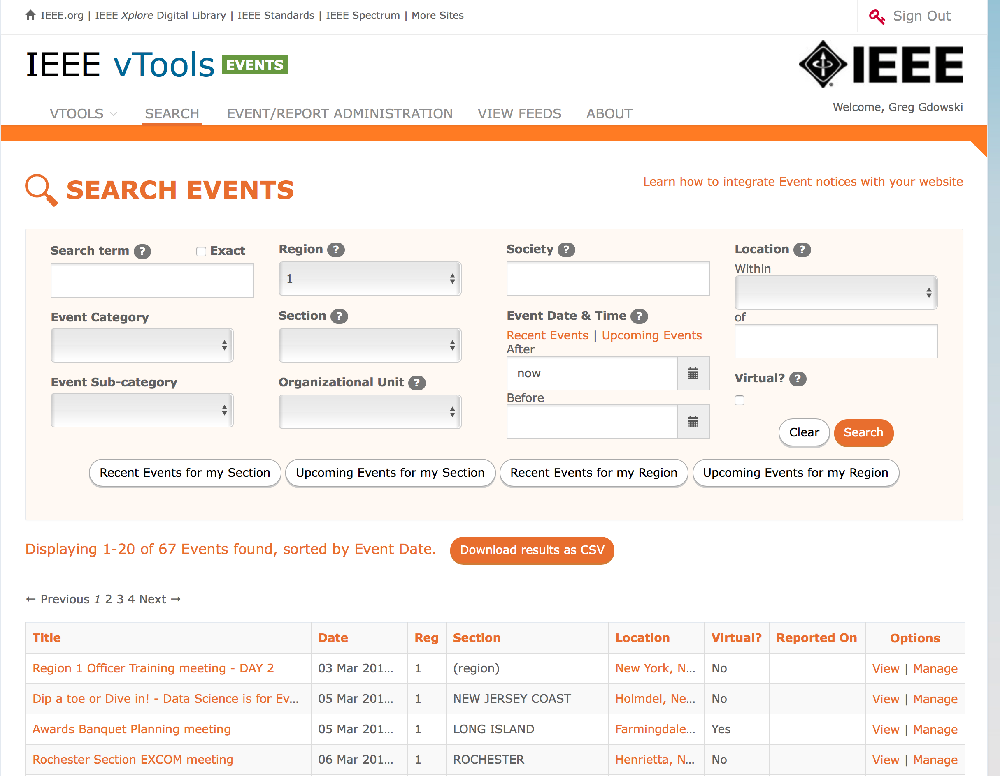 IEEE.org | IEEE Xplore Digital Library | IEEE Standards | IEEE Spectrum | More Sites
Sign Out
IEEE vTools EVENTS
IEEE
Welcome, Greg Gdowski
VTOOLS SEARCH EVENT/REPORT ADMINISTRATION VIEW FEEDS ABOUT
SEARCH EVENTS
Learn how to integrate Event notices with your website
Search term ? Exact
Region ?
1
Society ?
Location ?
Within
of
Event Category
Section ?
Event Date & Time ?
Recent Events | Upcoming Events
After
now
Before
Virtual? ?
Event Sub-category
Organizational Unit ?
Clear Search
Recent Events for my Section Upcoming Events for my Section Recent Events for my Region Upcoming Events for my Region
Displaying 1-20 of 67 Events found, sorted by Event Date. Download results as CSV
← Previous 1 2 3 4 Next →
Title Date Reg Section Location Virtual? Reported On Options
Region 1 Officer Training meeting - DAY 2 03 Mar 201... 1 (region) New York, N... No View | Manage
Dip a toe or Dive in! - Data Science is for Ev... 05 Mar 201... 1 NEW JERSEY COAST Holmdel, Ne... No View | Manage
Awards Banquet Planning meeting 05 Mar 201... 1 LONG ISLAND Farmingdale... Yes View | Manage
Rochester Section EXCOM meeting 06 Mar 201... 1 ROCHESTER Henrietta, N... No View | Manage